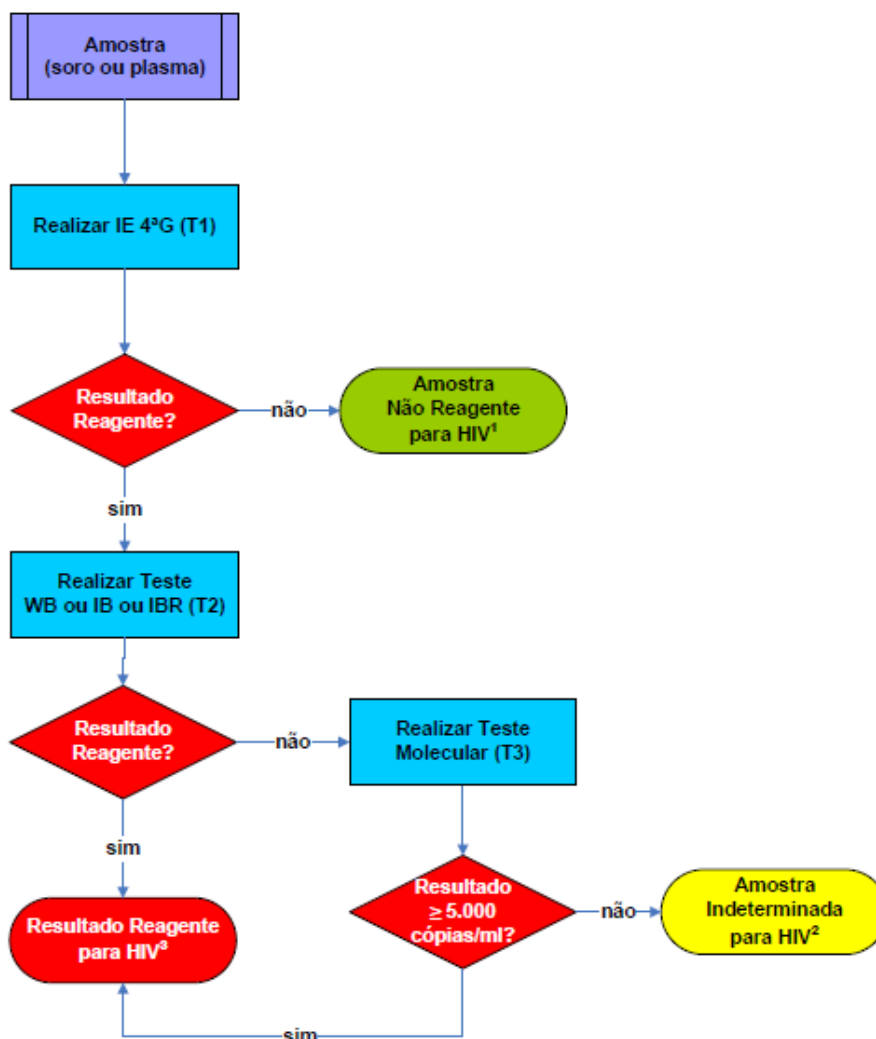 Amostra
(soro ou plasma)
Realizar IE 4ªG (T1)
Resultado
Reagente?
não
Amostra
Não Reagente
para HIV¹
sim
Realizar Teste
WB ou IB ou IBR (T2)
Resultado
Reagente?
não
Realizar Teste
Molecular (T3)
sim
Resultado
≥ 5.000
cópias/ml?
não
Amostra
Indeterminada
para HIV²
Resultado Reagente
para HIV³
sim